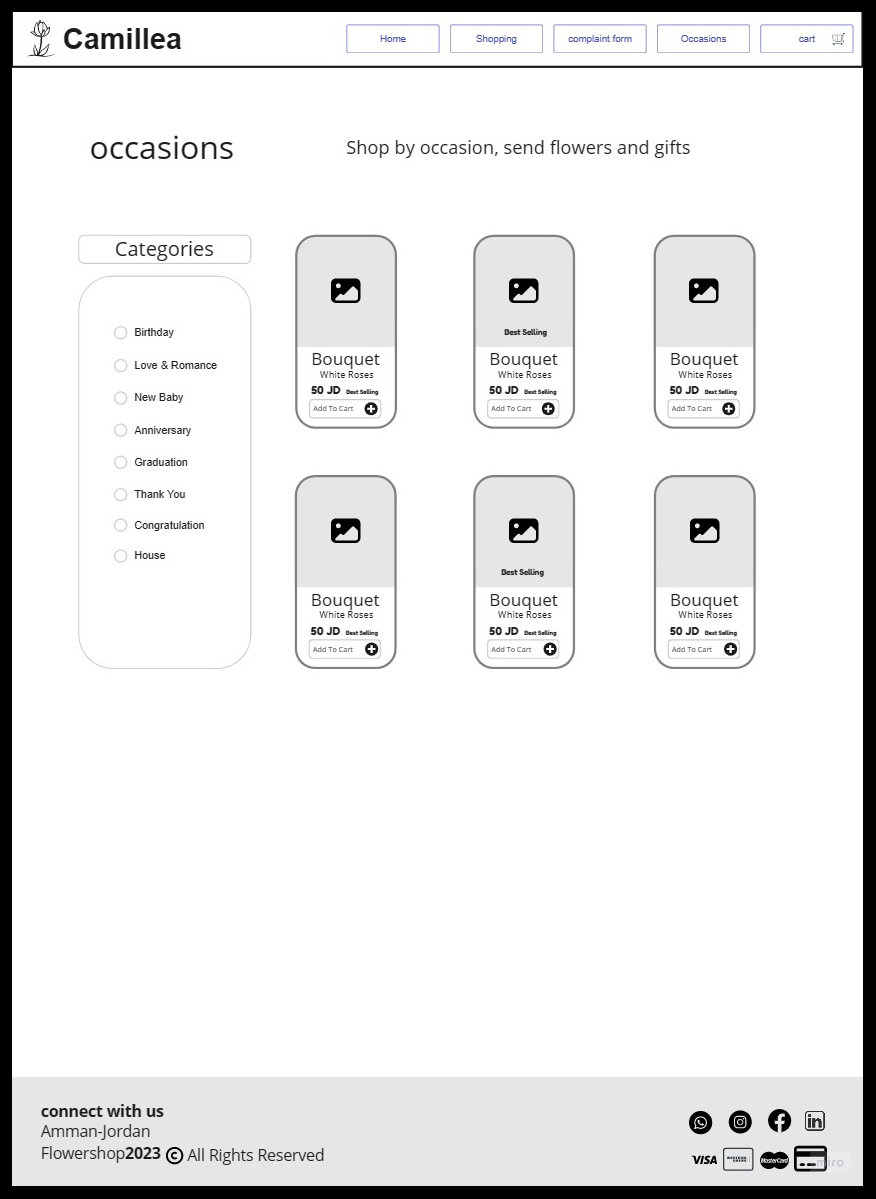 Camillea
Home
Shopping
complaint form
Occasions
cart
occasions
Shop by occasion, send flowers and gifts
Categories
Birthday
Love & Romance
New Baby
Anniversary
Graduation
Thank You
Congratulation
House
Bouquet
White Roses
50 JD Best Selling
Add To Cart
Best Selling
Bouquet
White Roses
50 JD Best Selling
Add To Cart
Bouquet
White Roses
50 JD Best Selling
Add To Cart
Bouquet
White Roses
50 JD Best Selling
Add To Cart
Best Selling
Bouquet
White Roses
50 JD Best Selling
Add To Cart
Bouquet
White Roses
50 JD Best Selling
Add To Cart
connect with us
Amman-Jordan
Flowershop2023 © All Rights Reserved
in
VISA
WESTERN UNION
MasterCard
miro